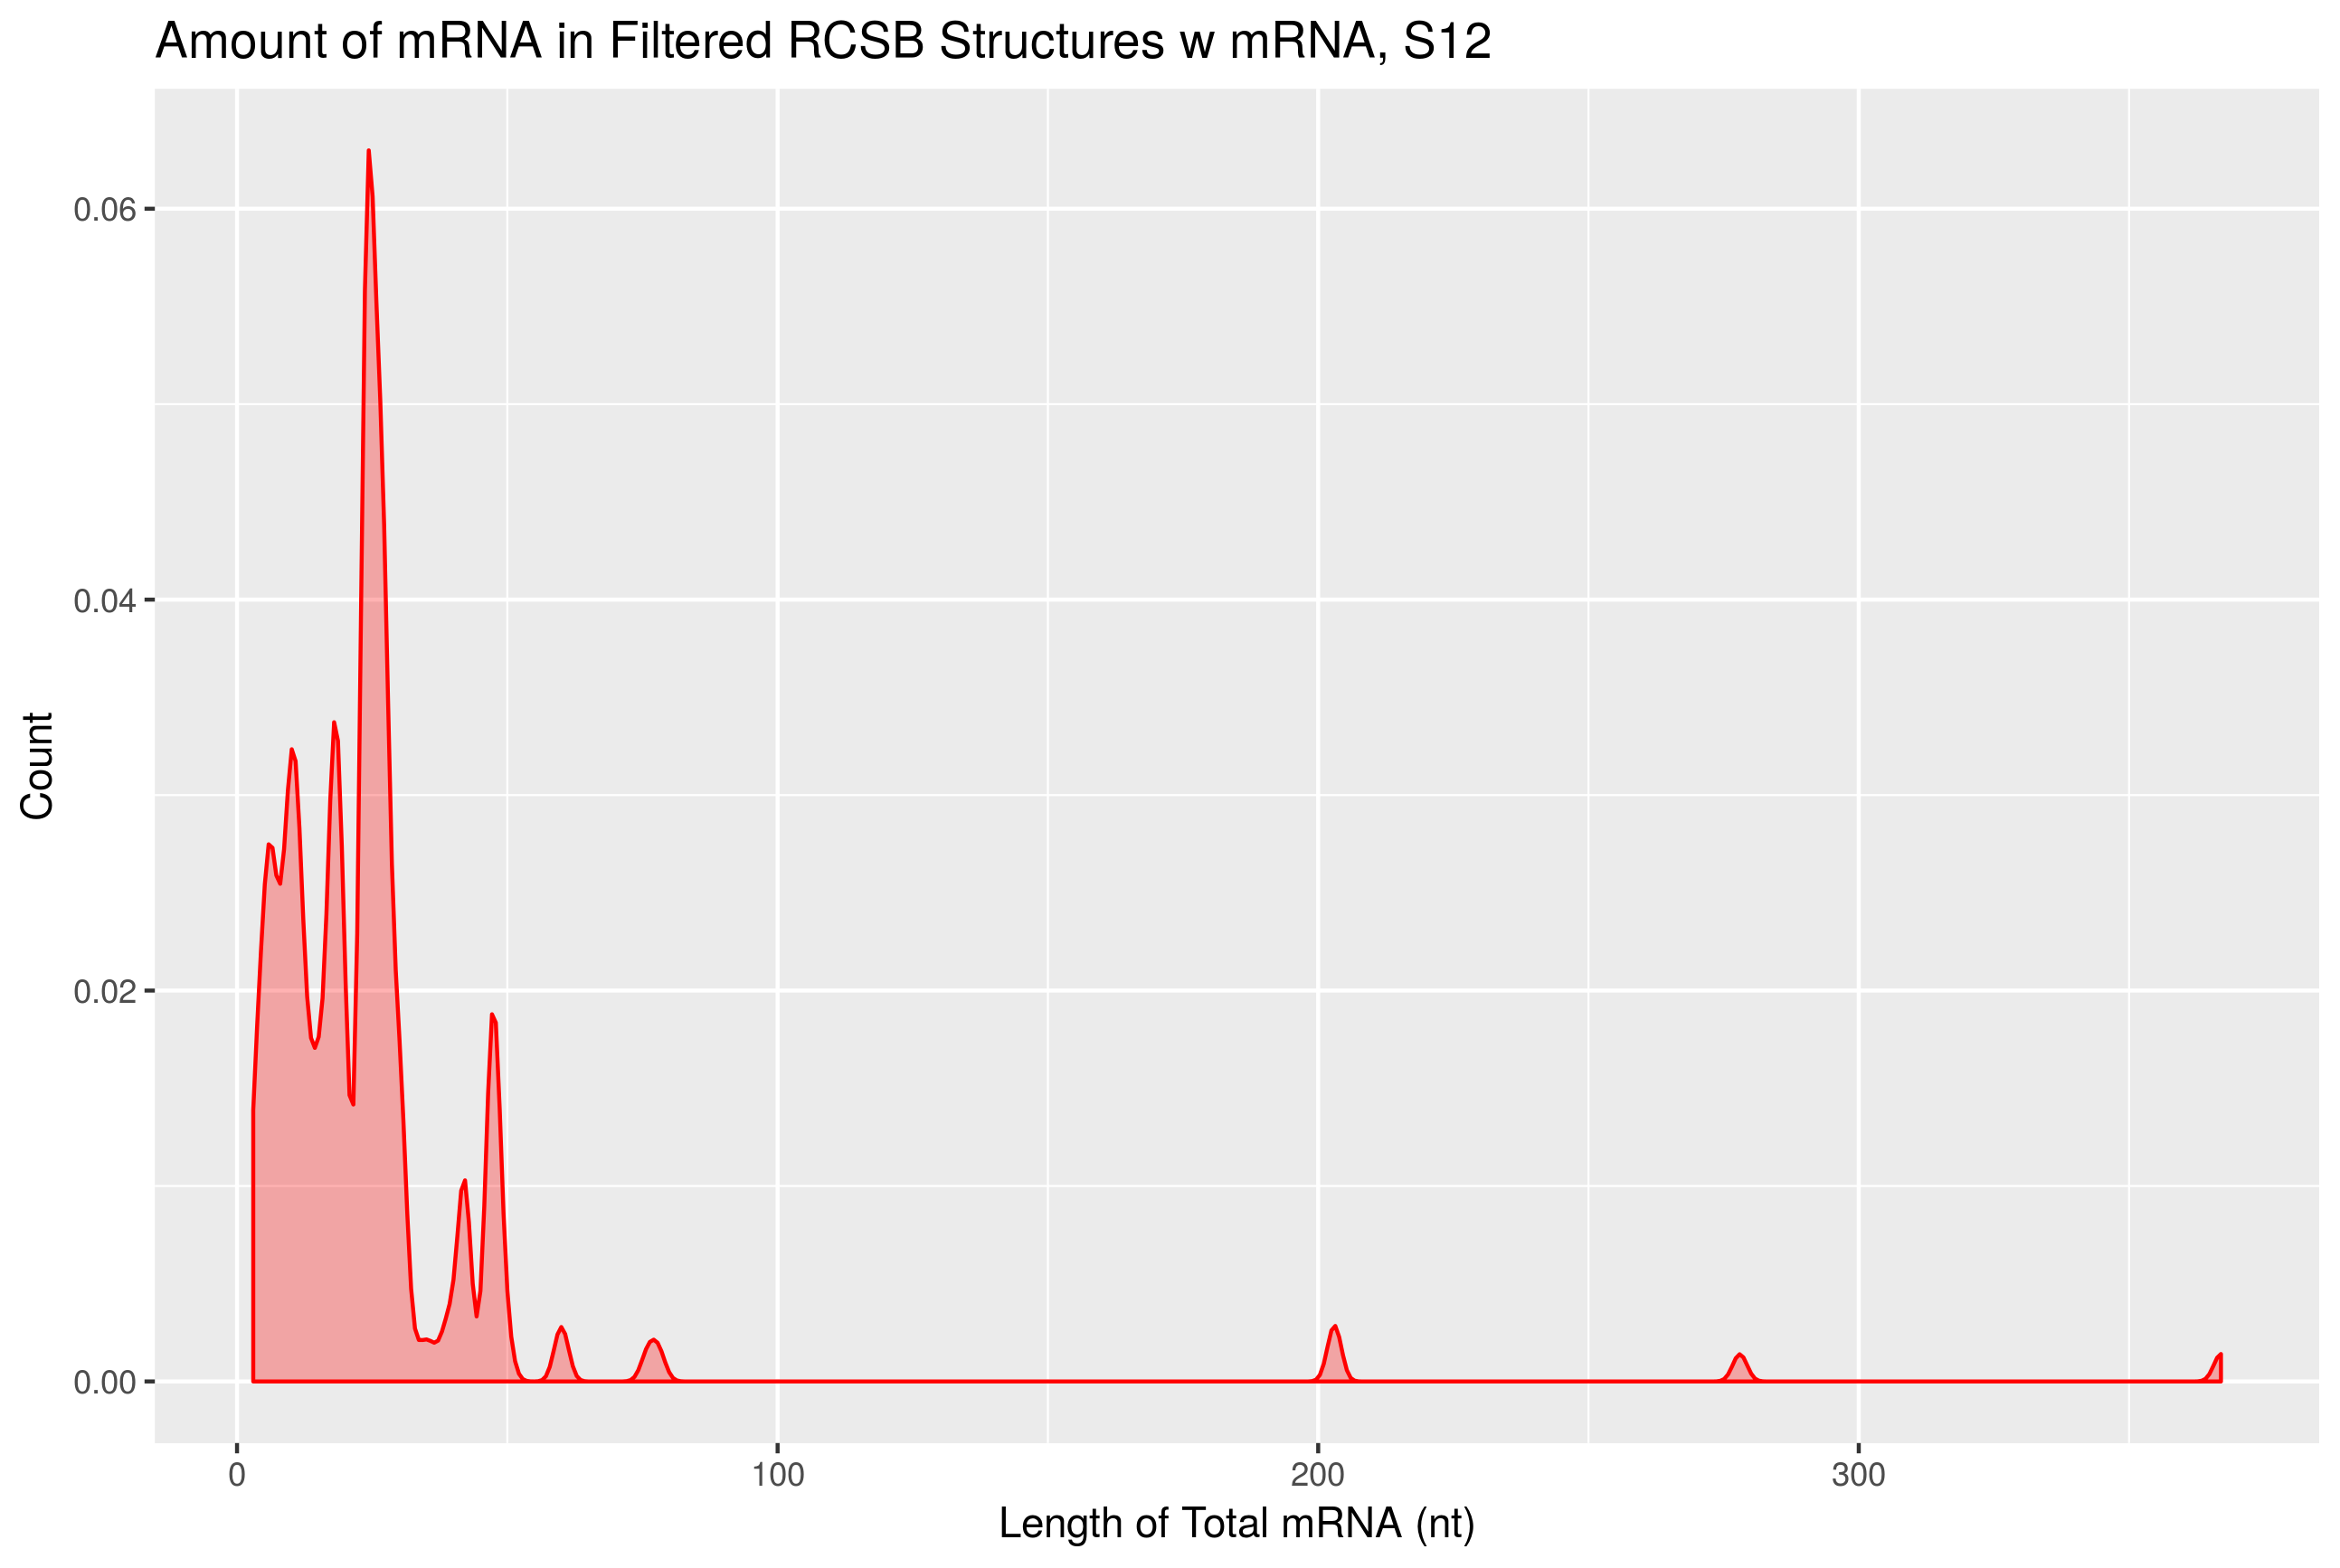 Amount of mRNA in Filtered RCSB Structures w mRNA, S12
Count
0.06
0.04
0.02
0.00
0
100
200
300
Length of Total mRNA (nt)